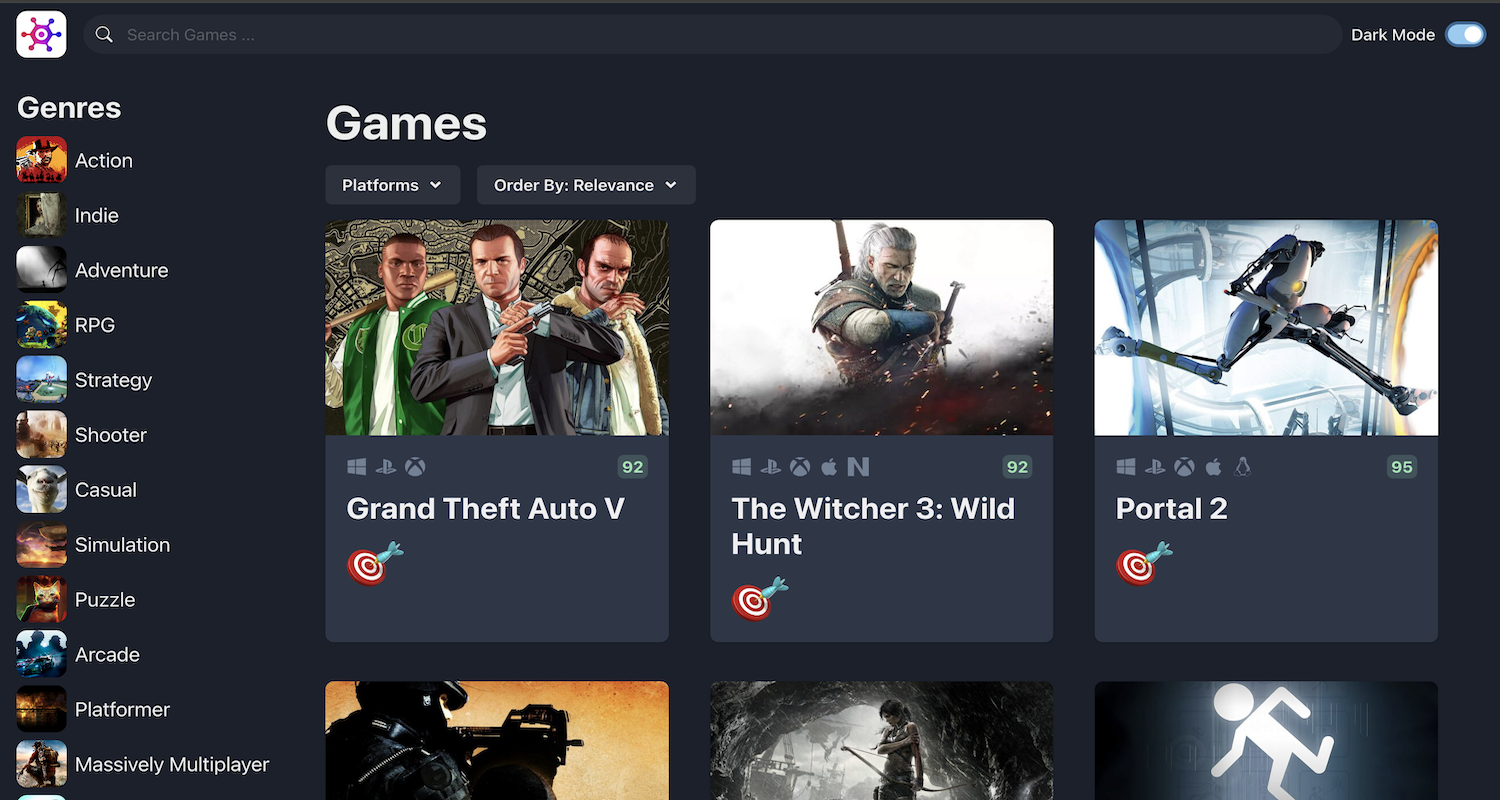 Search Games ...
Dark Mode
Genres
Action
Indie
Adventure
RPG
Strategy
Shooter
Casual
Simulation
Puzzle
Arcade
Platformer
Massively Multiplayer
Games
Platforms
Order By: Relevance
92
Grand Theft Auto V
92
The Witcher 3: Wild
Hunt
95
Portal 2